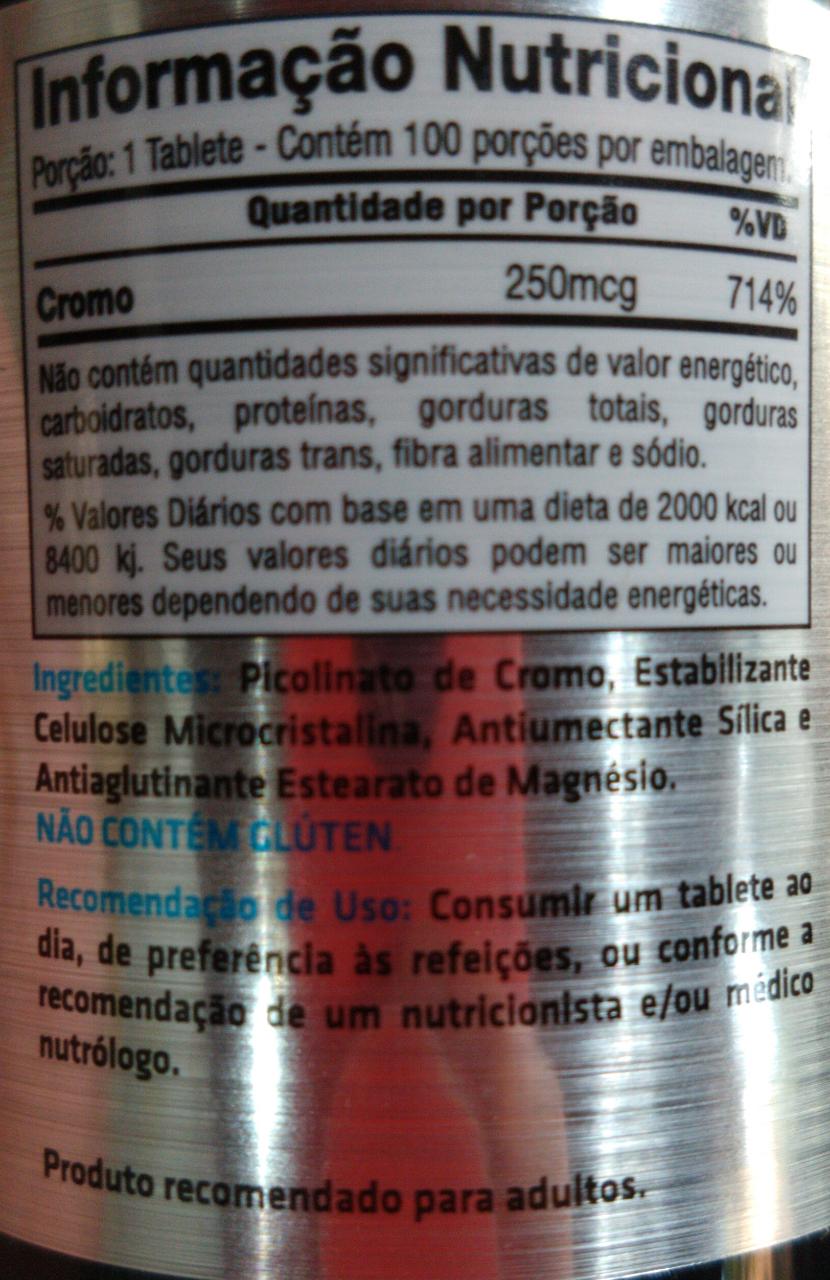 Informação Nutricional
Porção: 1 Tablete - Contém 100 porções por embalagem.
Quantidade por Porção %VD
Cromo 250mcg 714%
Não contém quantidades significativas de valor energético,
carboidratos, proteínas, gorduras totais, gorduras
saturadas, gorduras trans, fibra alimentar e sódio.
% Valores Diários com base em uma dieta de 2000 kcal ou
8400 kj. Seus valores diários podem ser maiores ou
menores dependendo de suas necessidade energéticas.
Ingredientes: Picolinato de Cromo, Estabilizante
Celulose Microcristalina, Antiumectante Sílica e
Antiaglutinante Estearato de Magnésio.
NÃO CONTÉM GLÚTEN
Recomendação de Uso: Consumir um tablete ao
dia, de preferência às refeições, ou conforme a
recomendação de um nutricionista e/ou médico
nutrólogo.
Produto recomendado para adultos.